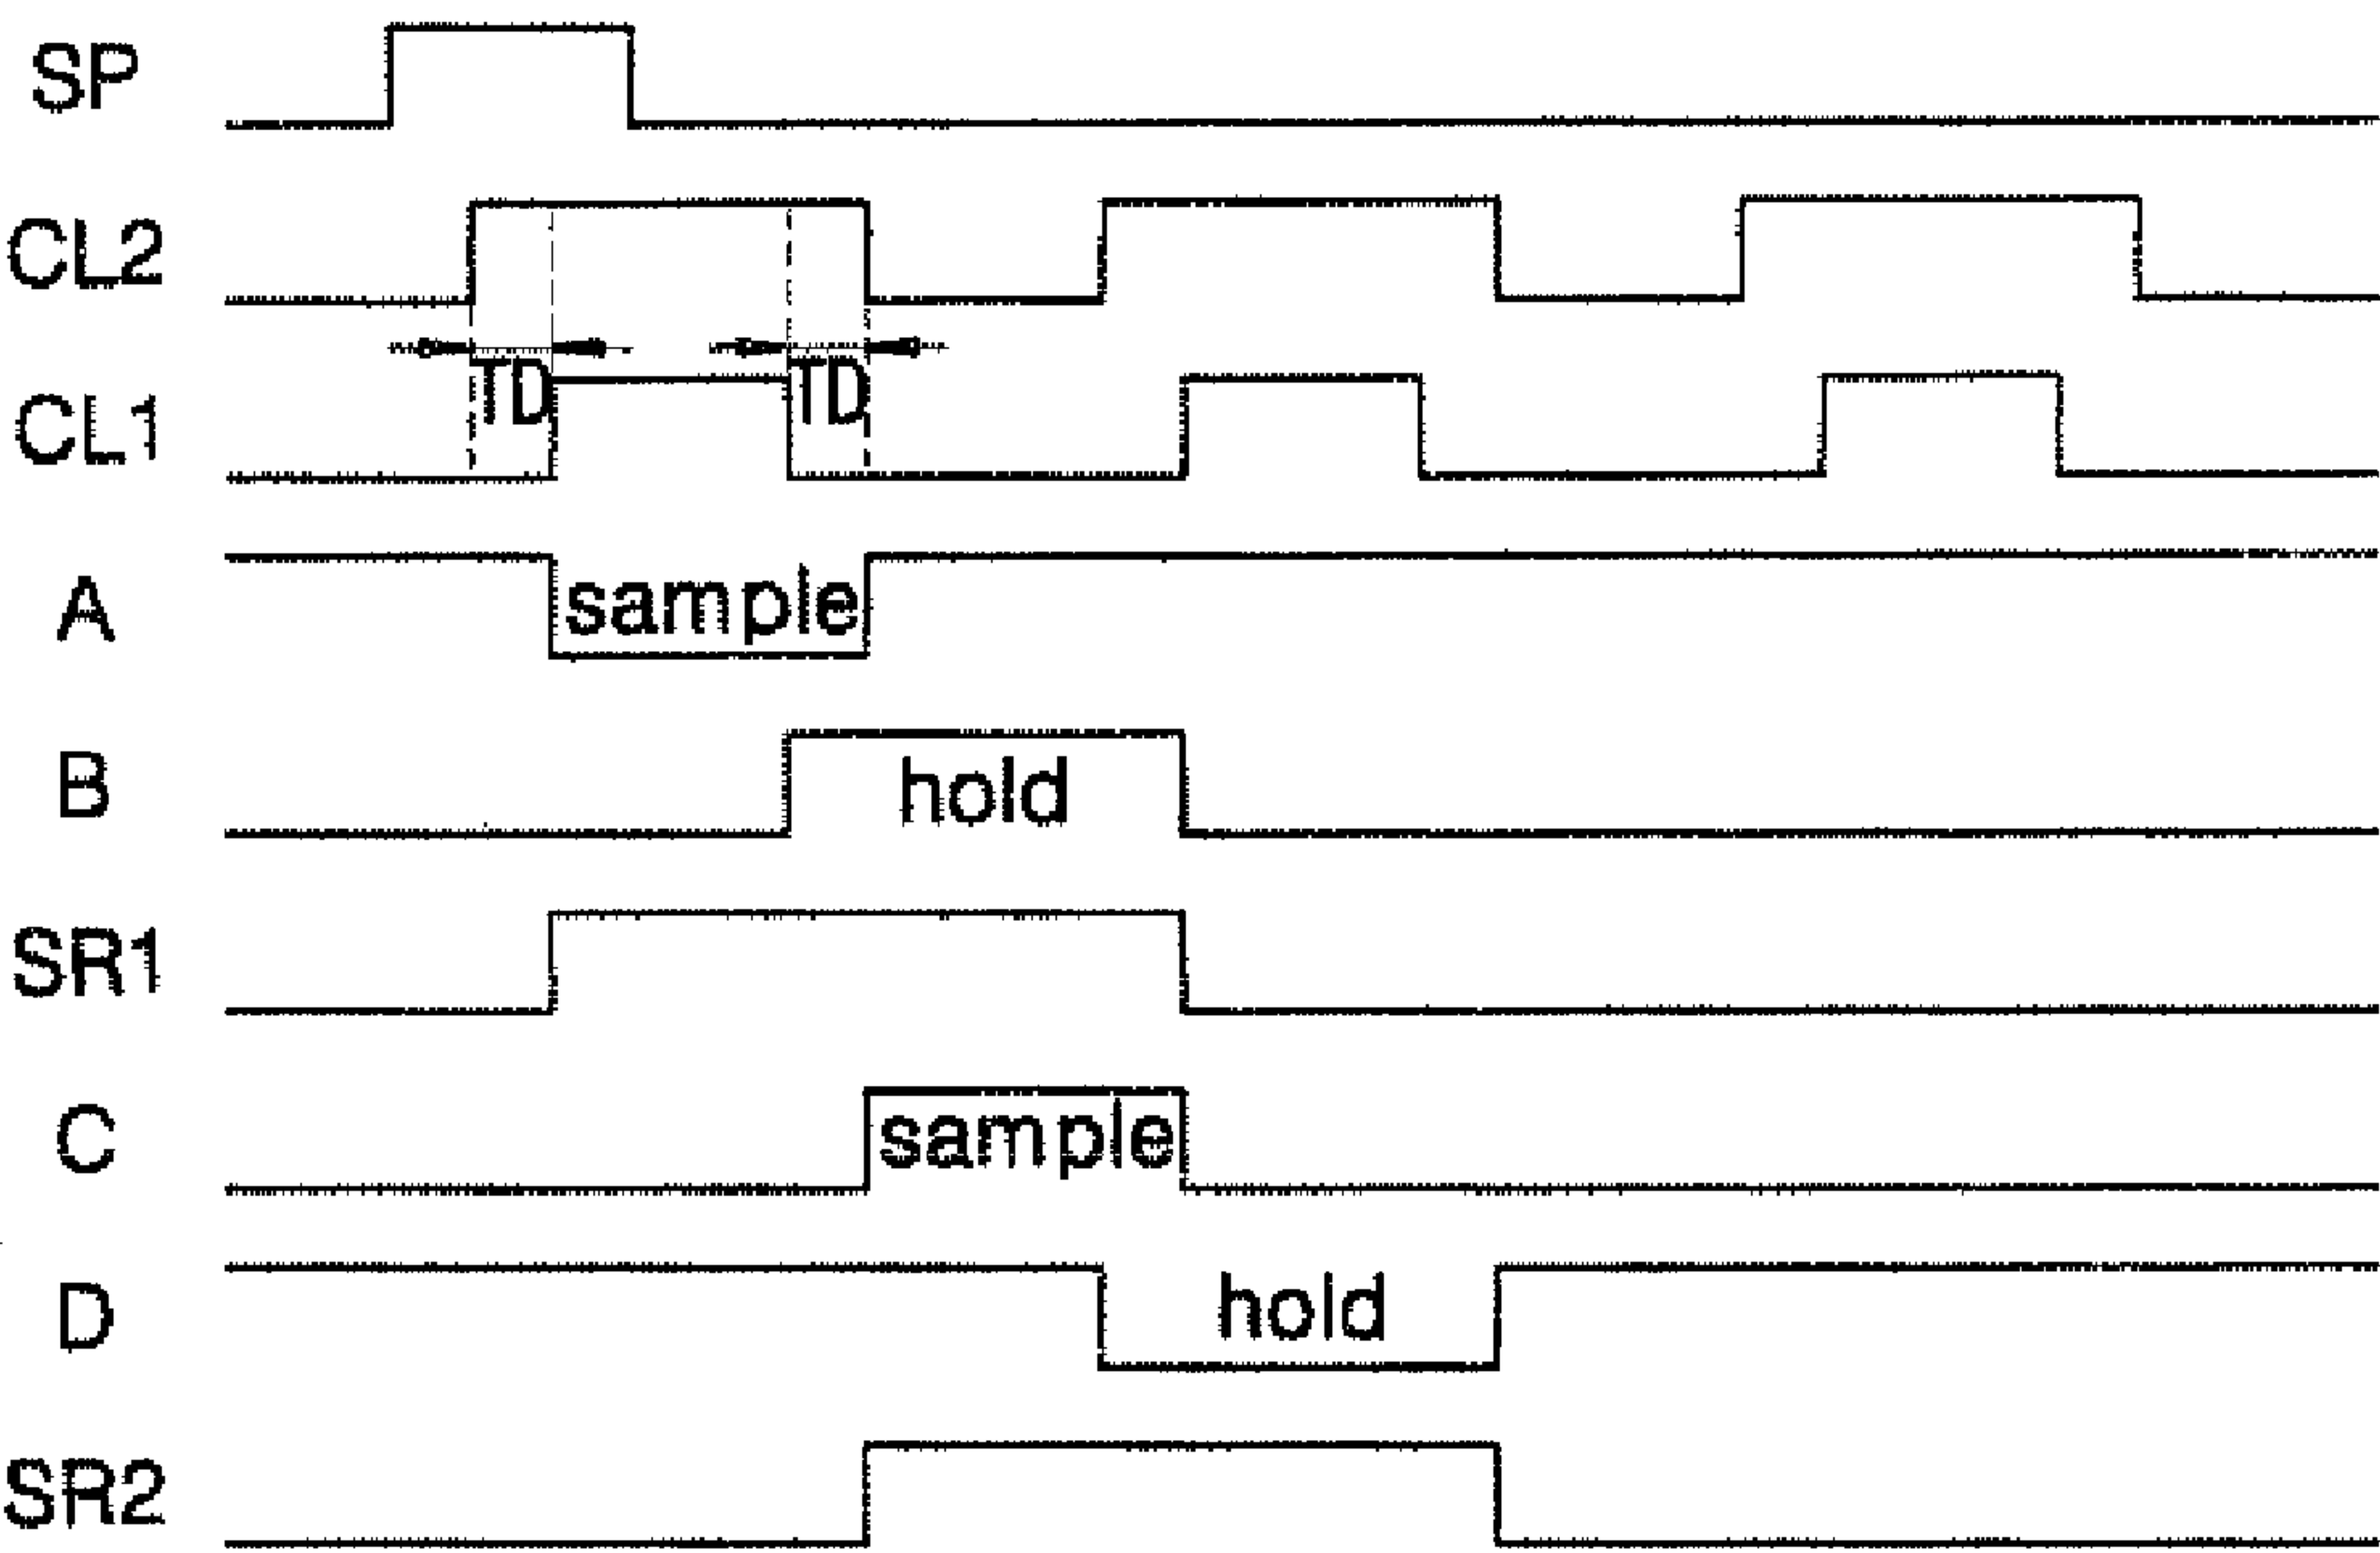 SP
CL2
TD TD
CL1
A sample
B hold
SR1
C sample
D hold
SR2